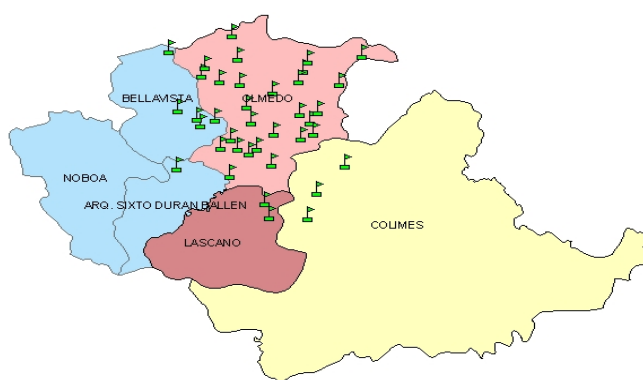 BELLAVISTA
OLMEDO
NOBOA
ARQ. SIXTO DURAN BALLEN
COLIMES
LASCANO